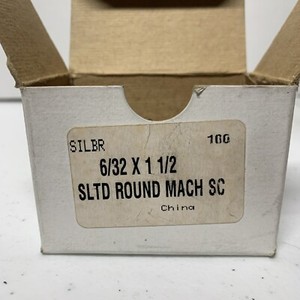 SILBR 100
6/32 X 1 1/2
SLTD ROUND MACH SC
China